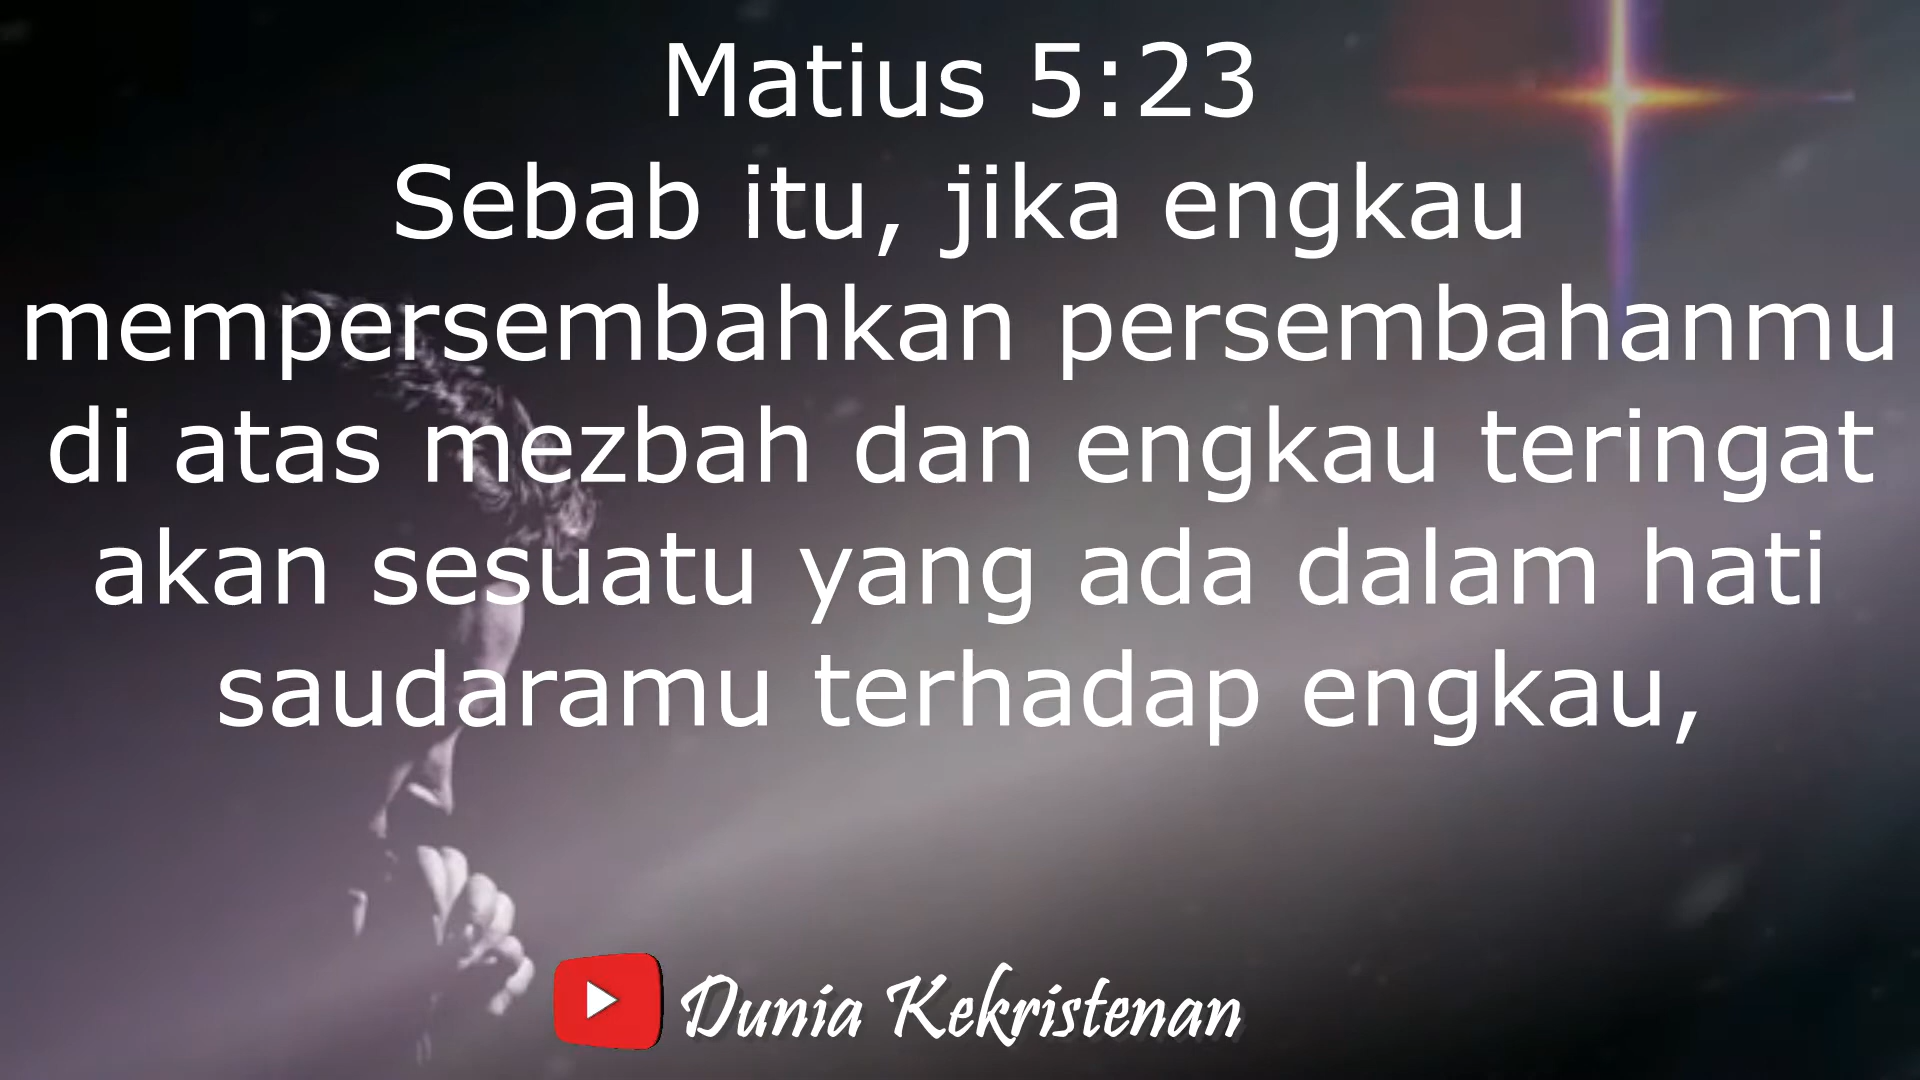 Matius 5:23
Sebab itu, jika engkau
mempersembahkan persembahanmu
di atas mezbah dan engkau teringat
akan sesuatu yang ada dalam hati
saudaramu terhadap engkau,
Dunia Kekristenan